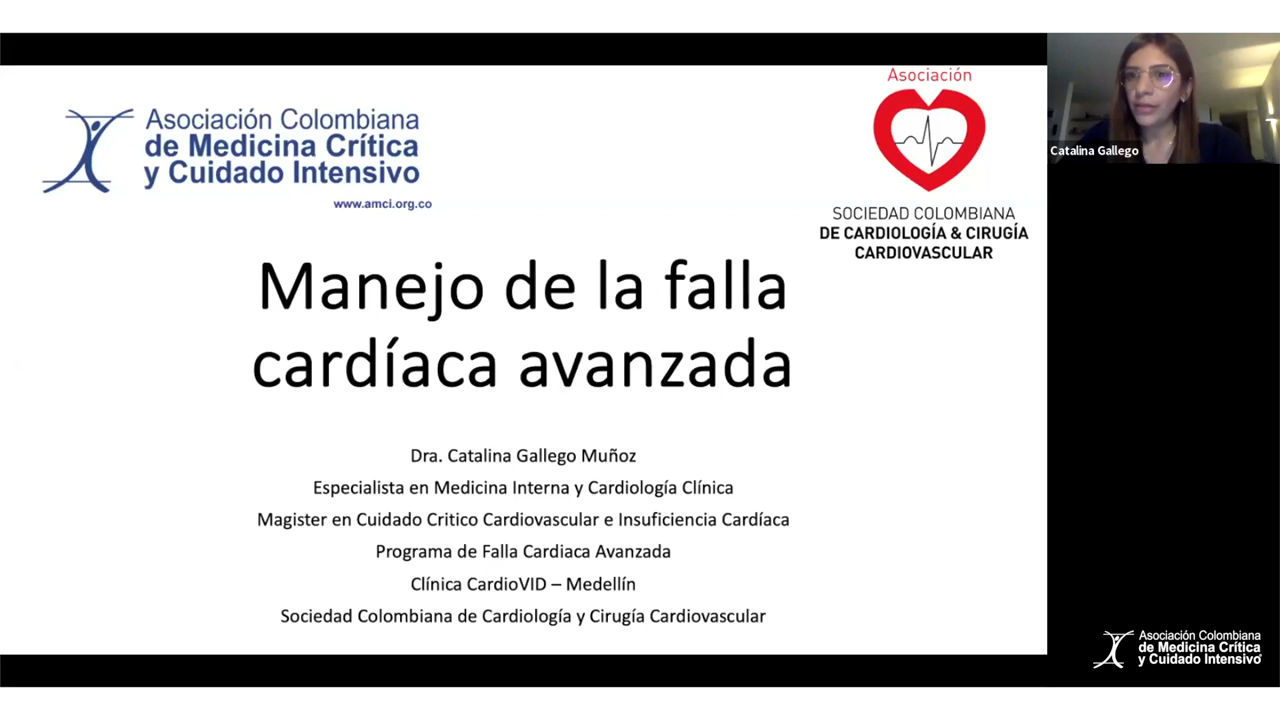 Asociación Colombiana
de Medicina Crítica
y Cuidado Intensivo
www.amci.org.co
Asociación
SOCIEDAD COLOMBIANA
DE CARDIOLOGÍA & CIRUGÍA
CARDIOVASCULAR
Catalina Gallego
Manejo de la falla
cardíaca avanzada
Dra. Catalina Gallego Muñoz
Especialista en Medicina Interna y Cardiología Clínica
Magister en Cuidado Critico Cardiovascular e Insuficiencia Cardíaca
Programa de Falla Cardiaca Avanzada
Clínica CardioVID – Medellín
Sociedad Colombiana de Cardiología y Cirugía Cardiovascular
Asociación Colombiana
de Medicina Crítica
y Cuidado Intensivo